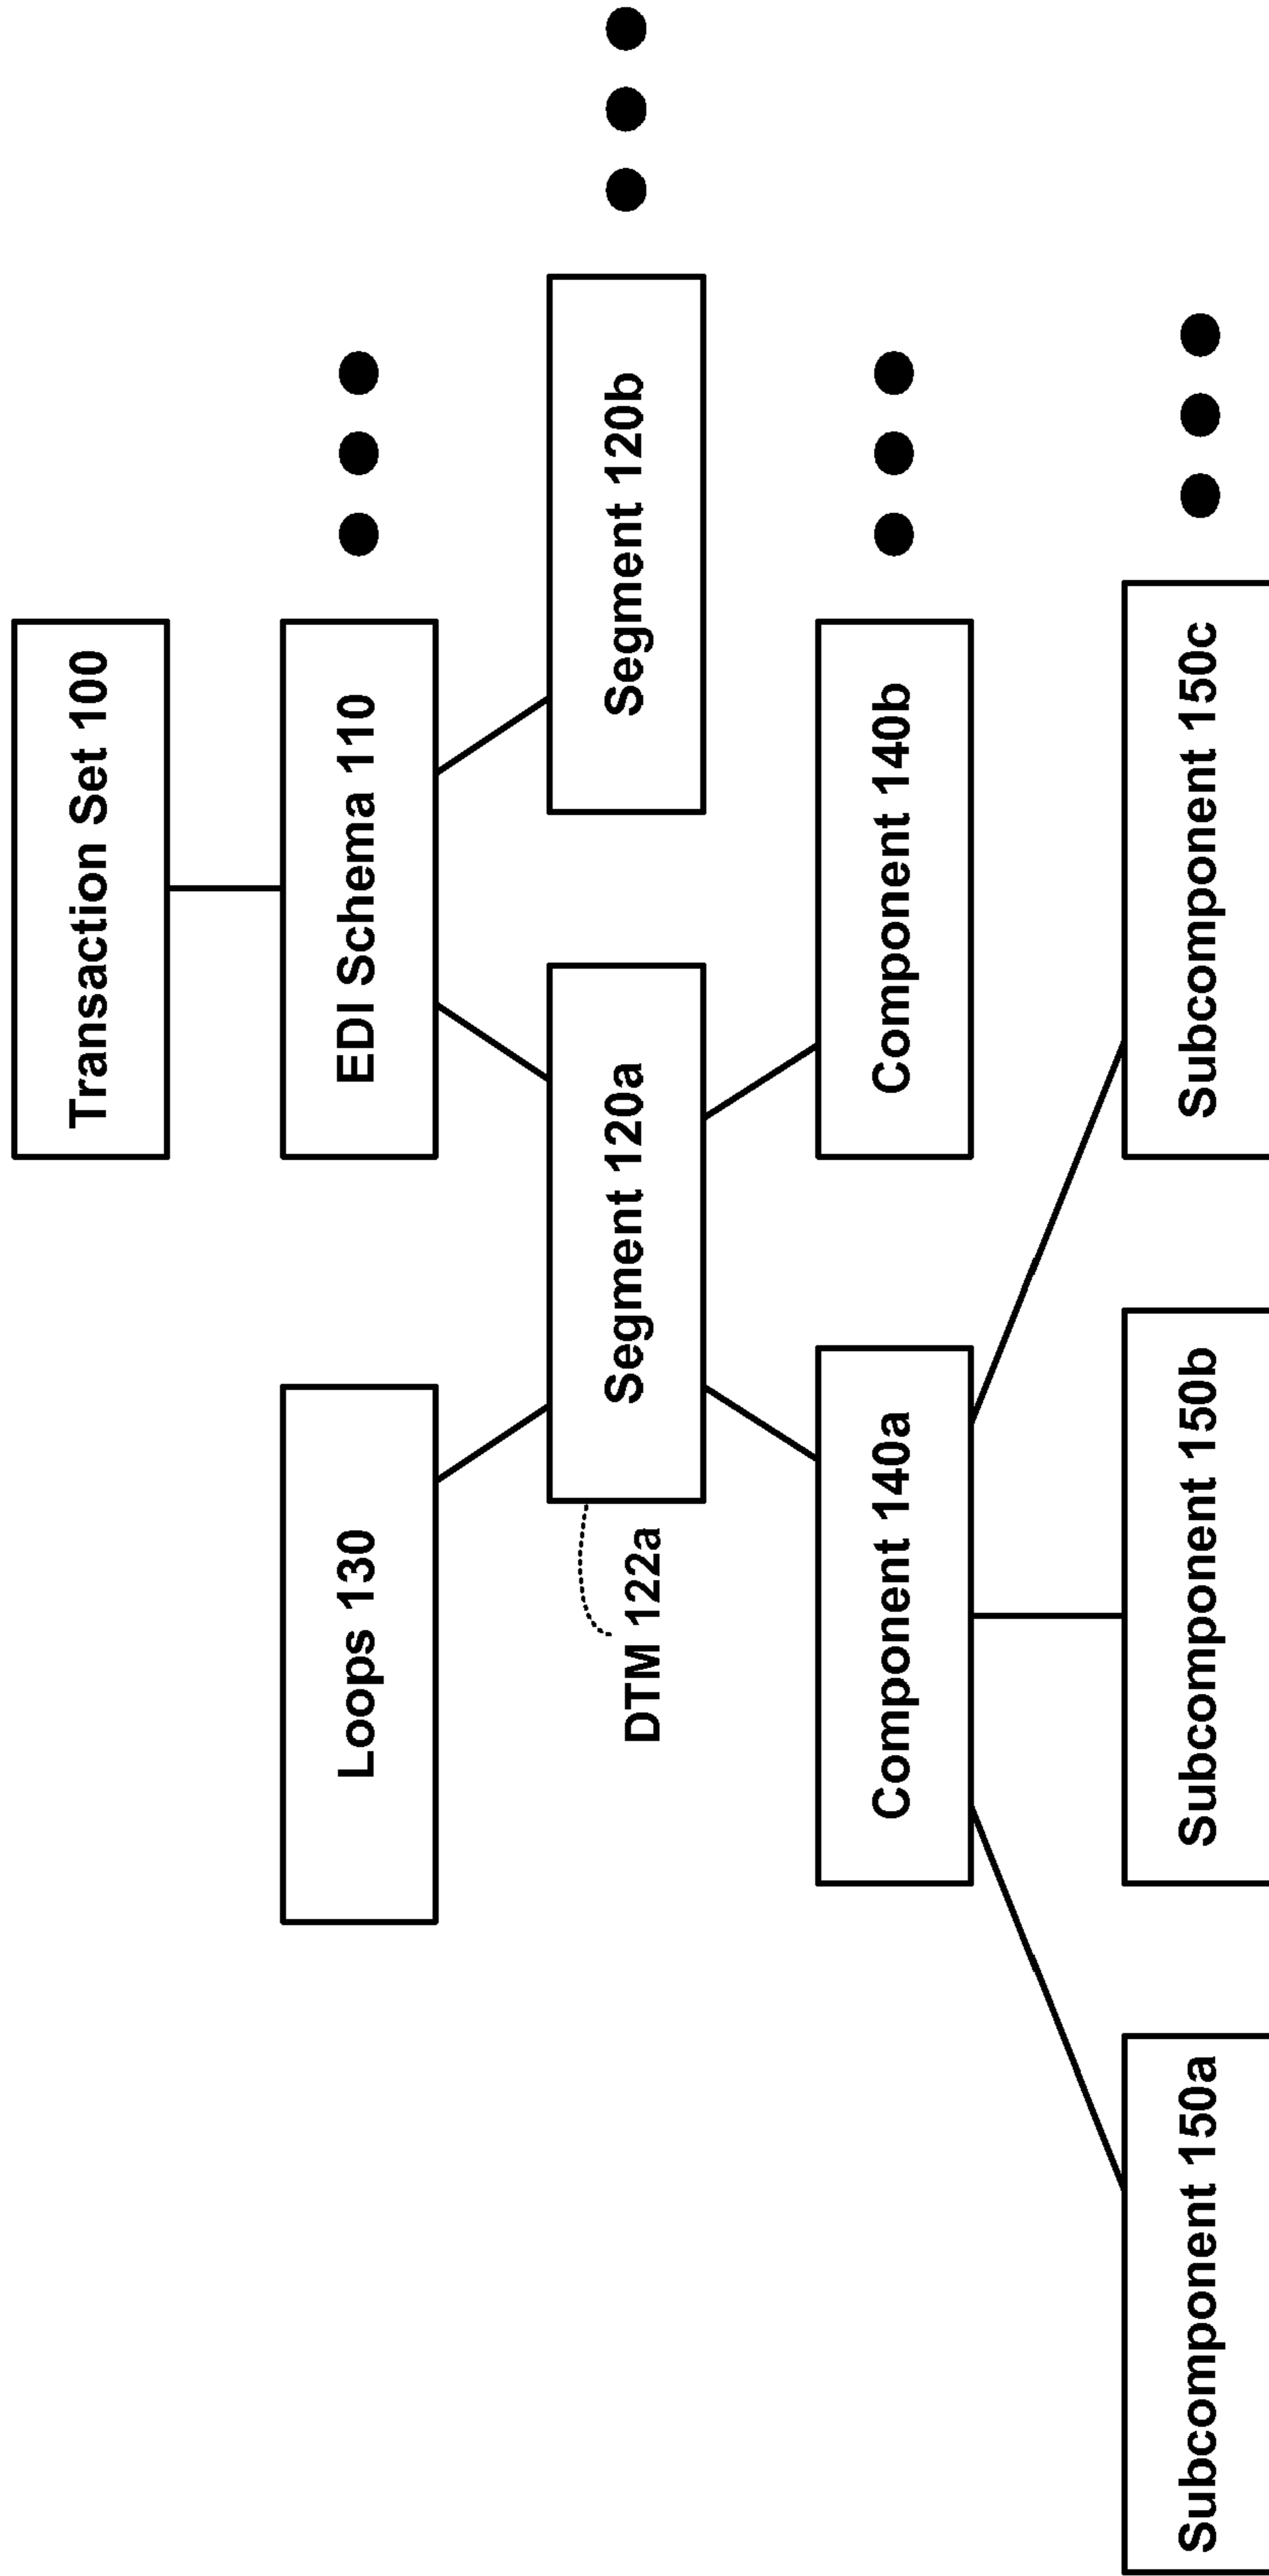 Transaction Set 100
Loops 130
EDI Schema 110
DTM 122a
Segment 120a
Segment 120b
Component 140a
Component 140b
Subcomponent 150a
Subcomponent 150b
Subcomponent 150c